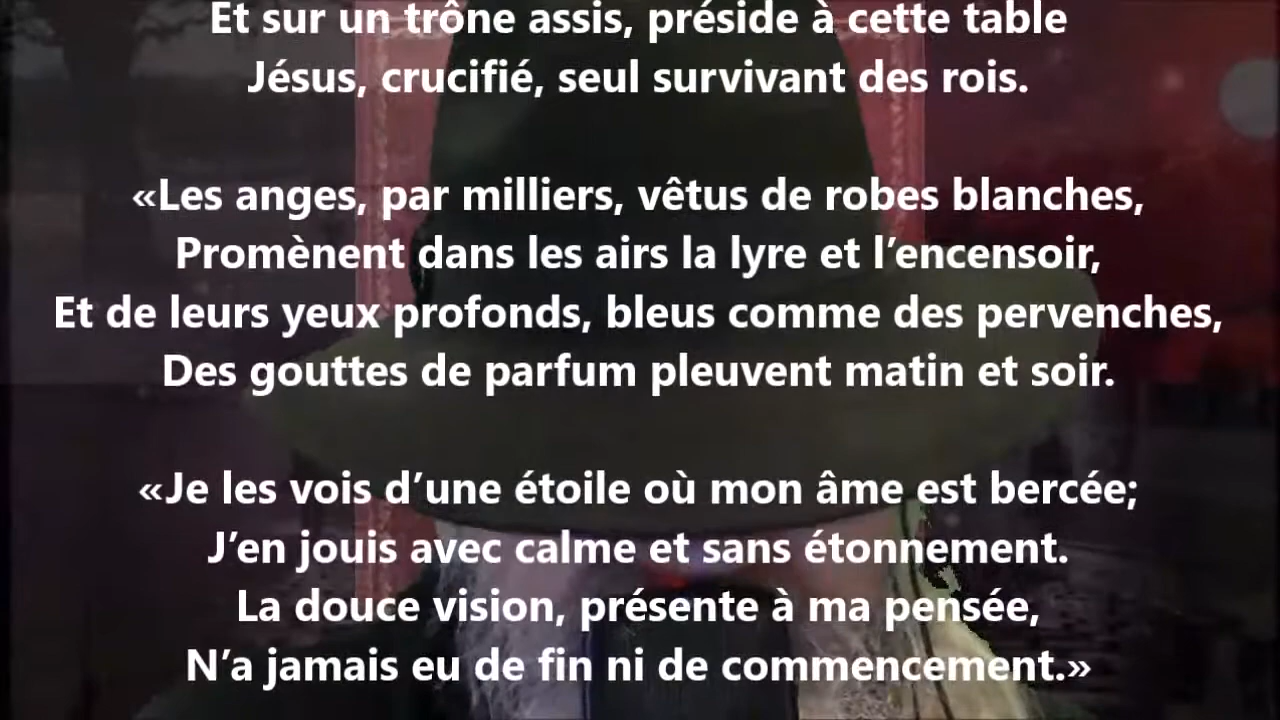 Et sur un trône assis, préside à cette table
Jésus, crucifié, seul survivant des rois.
«Les anges, par milliers, vêtus de robes blanches,
Promènent dans les airs la lyre et l’encensoir,
Et de leurs yeux profonds, bleus comme des pervenches,
Des gouttes de parfum pleuvent matin et soir.
«Je les vois d’une étoile où mon âme est bercée;
J’en jouis avec calme et sans étonnement.
La douce vision, présente à ma pensée,
N’a jamais eu de fin ni de commencement.»